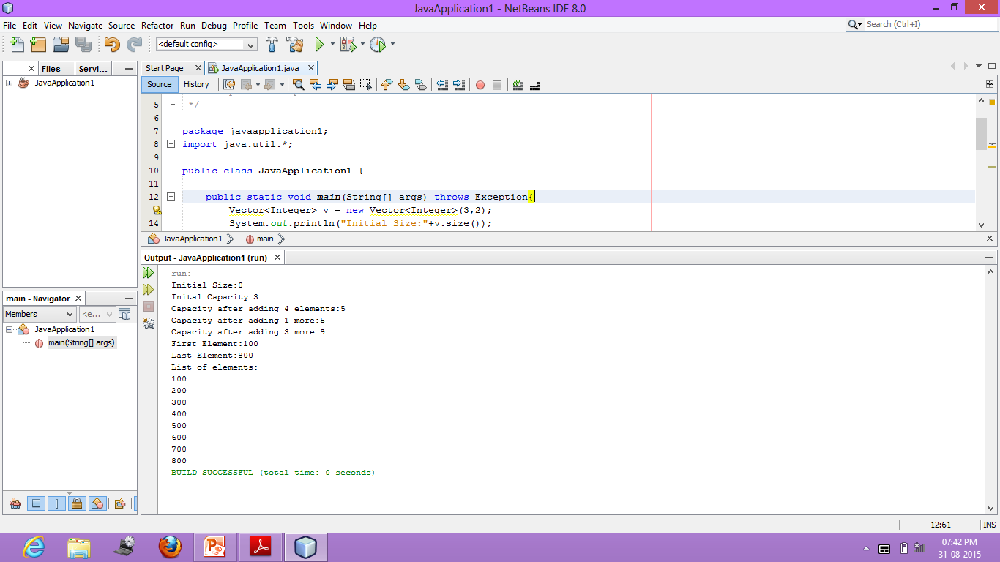 JavaApplication1 - NetBeans IDE 8.0
File Edit View Navigate Source Refactor Run Debug Profile Team Tools Window Help
Search (Ctrl+I)
<default config>
Files Servi...
JavaApplication1
Start Page JavaApplication1.java
Source History
5 */
6
7 package javaapplication1;
8 import java.util.*;
9
10 public class JavaApplication1 {
11
12 public static void main(String[] args) throws Exception{
Vector<Integer> v = new Vector<Integer>(3,2);
14 System.out.println("Initial Size:"+v.size());
JavaApplication1 main
Output - JavaApplication1 (run)
run:
Initial Size:0
Inital Capacity:3
Capacity after adding 4 elements:5
Capacity after adding 1 more:5
Capacity after adding 3 more:9
First Element:100
Last Element:800
List of elements:
100
200
300
400
500
600
700
800
BUILD SUCCESSFUL (total time: 0 seconds)
main - Navigator
Members <e...
JavaApplication1
main(String[] args)
12:61 INS
07:42 PM
31-08-2015